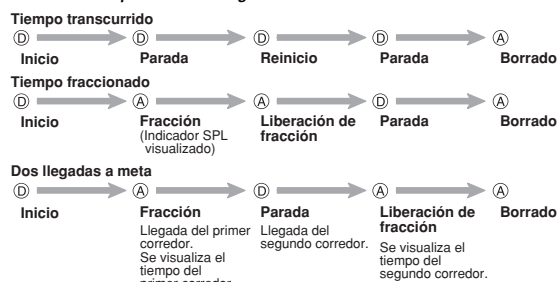 Tiempo transcurrido
D D D D A
Inicio Parada Reinicio Parada Borrado
Tiempo fraccionado
D A A D A
Inicio Fracción Liberación de Parada Borrado
(Indicador SPL fracción
visualizado)
Dos llegadas a meta
D A D A A
Inicio Fracción Parada Liberación de Borrado
Llegada del primer Llegada del fracción
corredor. segundo corredor. Se visualiza el
Se visualiza el tiempo del
tiempo del segundo corredor.
primer corredor